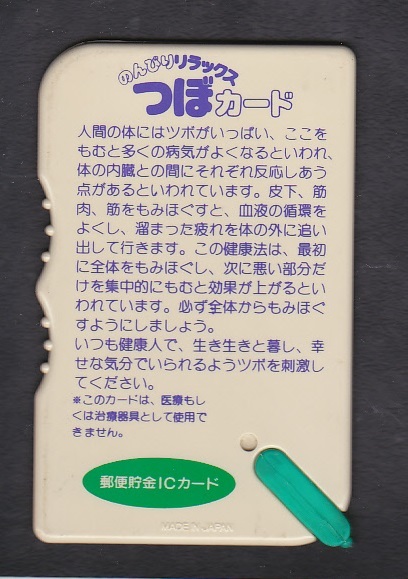 のんびりリラックス
つぼカード
人間の体にはツボがいっぱい、ここを
もむと多くの病気がよくなるといわれ、
体の内臓との間にそれぞれ反応しあう
点があるといわれています。皮下、筋
肉、筋をもみほぐすと、血液の循環を
よくし、溜まった疲れを体の外に追い
出して行きます。この健康法は、最初
に全体をもみほぐし、次に悪い部分だ
けを集中的にもむと効果が上がるとい
われています。必ず全体からもみほぐ
すようにしましょう。
いつも健康人で、生き生きと暮し、幸
せな気分でいられるようツボを刺激し
てください。
※このカードは、医療もし
くは治療器具として使用で
きません。
郵便貯金ICカード
MADE IN JAPAN